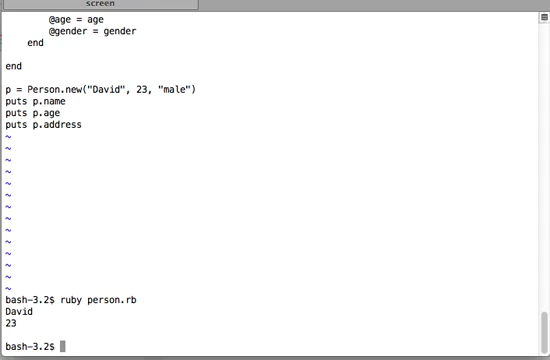 screen
@age = age
@gender = gender
end
end
p = Person.new("David", 23, "male")
puts p.name
puts p.age
puts p.address
~
~
~
~
~
~
~
~
~
~
~
~
~
~
bash-3.2$ ruby person.rb
David
23
bash-3.2$